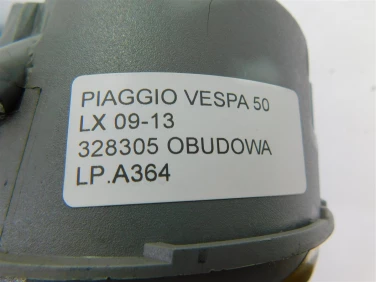 PIAGGIO VESPA 50
LX 09-13
328305 OBUDOWA
LP.A364